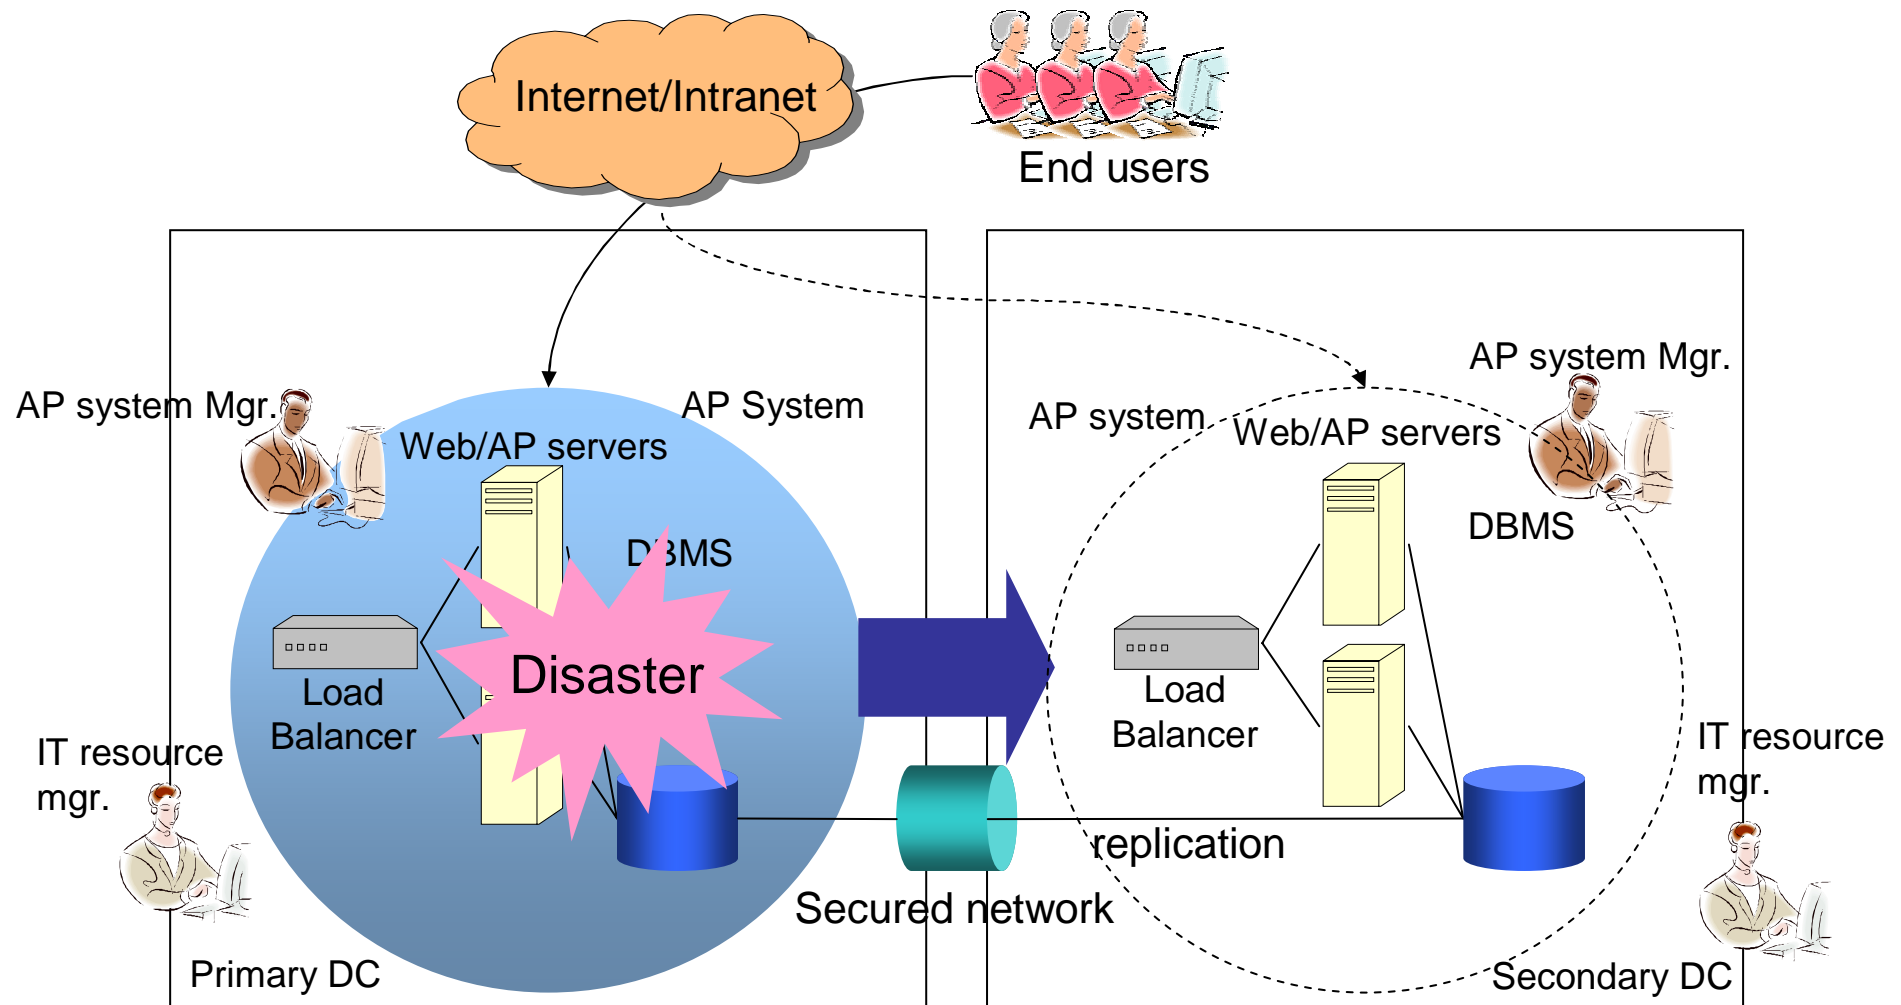 Internet/Intranet
End users
AP system Mgr.
AP System
Web/AP servers
DBMS
Disaster
Load
Balancer
IT resource
mgr.
Primary DC
AP system Mgr.
AP system
Web/AP servers
DBMS
Load
Balancer
IT resource
mgr.
replication
Secured network
Secondary DC